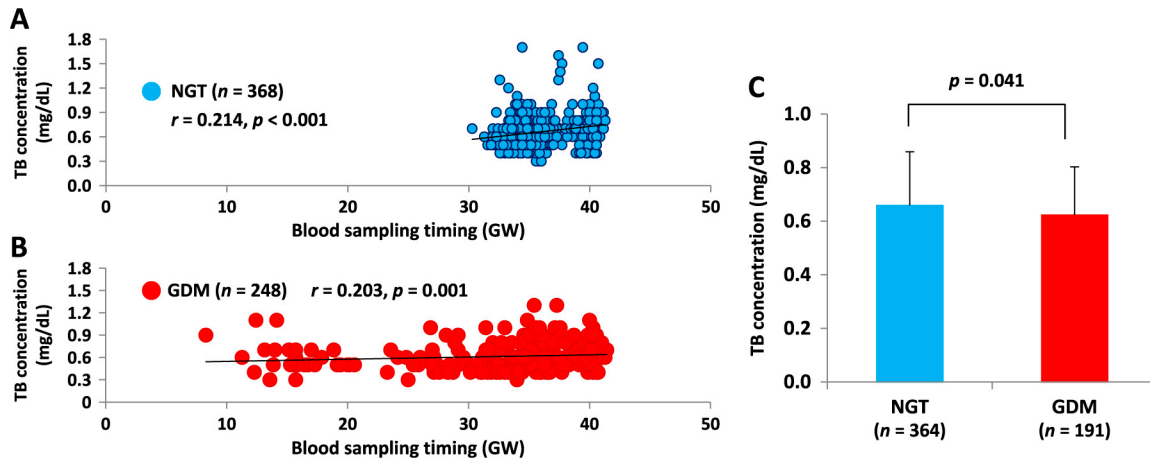 A
TB concentration
(mg/dL)
1.8
1.5
1.2
0.9
0.6
0.3
0.0
NGT (n = 368)
r = 0.214, p < 0.001
0 10 20 30 40 50
Blood sampling timing (GW)
B
TB concentration
(mg/dL)
1.8
1.5
1.2
0.9
0.6
0.3
0
GDM (n = 248) r = 0.203, p = 0.001
0 10 20 30 40 50
Blood sampling timing (GW)
C
p = 0.041
TB concentration (mg/dL)
1.0
0.8
0.6
0.4
0.2
0.0
NGT GDM
(n = 364) (n = 191)